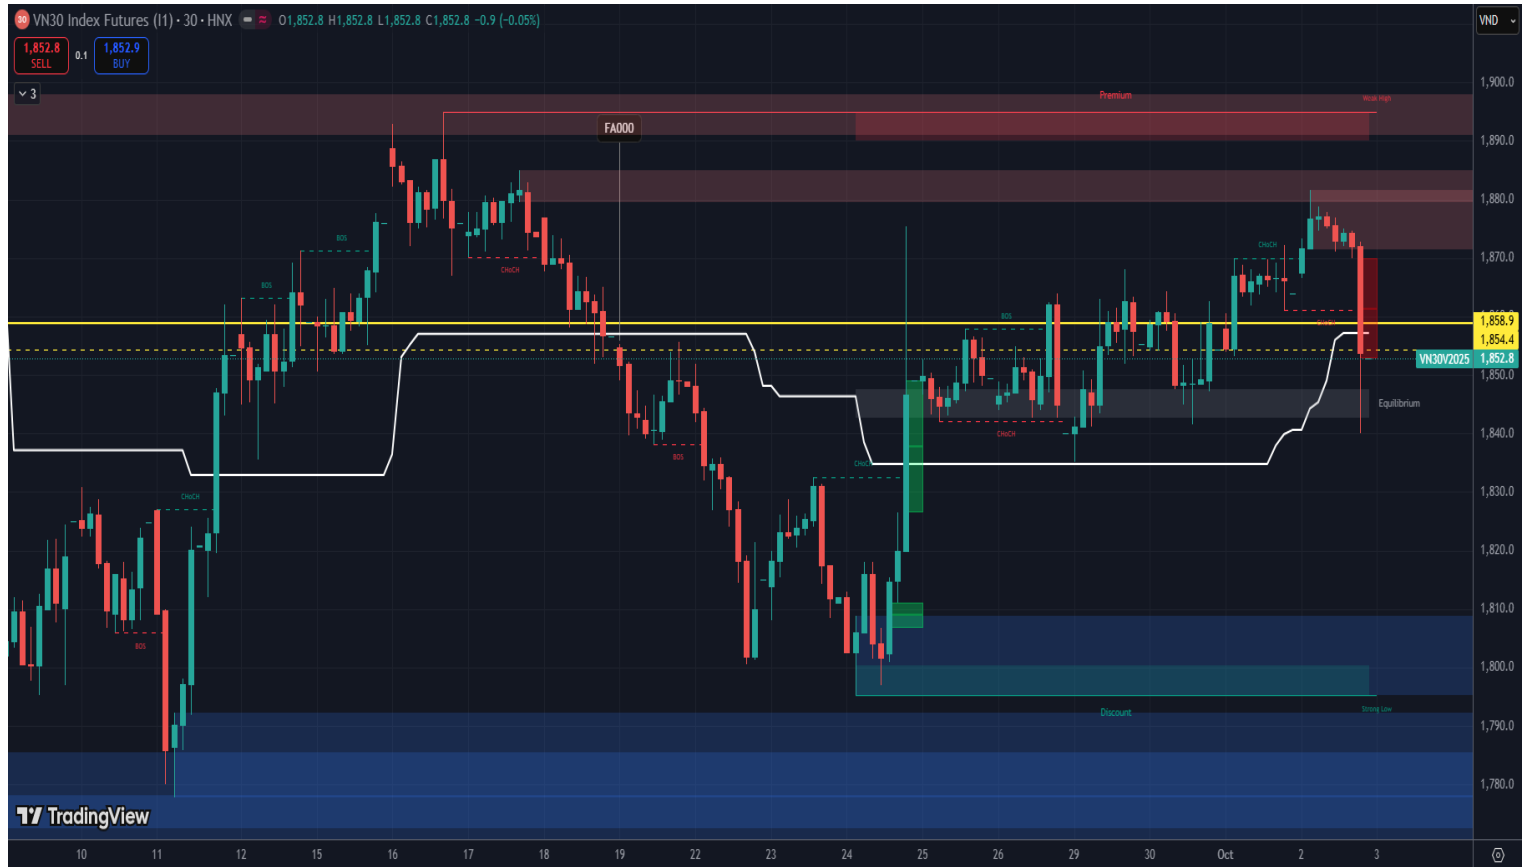 30 VN30 Index Futures (I1) · 30 · HNX O1,852.8 H1,852.8 L1,852.8 C1,852.8 −0.9 (−0.05%)
VND
1,852.8
SELL
0.1
1,852.9
BUY
3
1,900.0
Premium
Weak High
1,890.0
FA000
1,880.0
BOS
CHoCH
CHoCH
1,870.0
BOS
BOS
CHoCH
1,858.9
1,854.4
VN30V2025 1,852.8
1,850.0
Equilibrium
CHoCH
1,840.0
BOS
CHoCH
1,830.0
CHoCH
1,820.0
1,810.0
BOS
1,800.0
Discount
Strong Low
1,790.0
1,780.0
TradingView
10 11 12 15 16 17 18 19 22 23 24 25 26 29 30 Oct 2 3